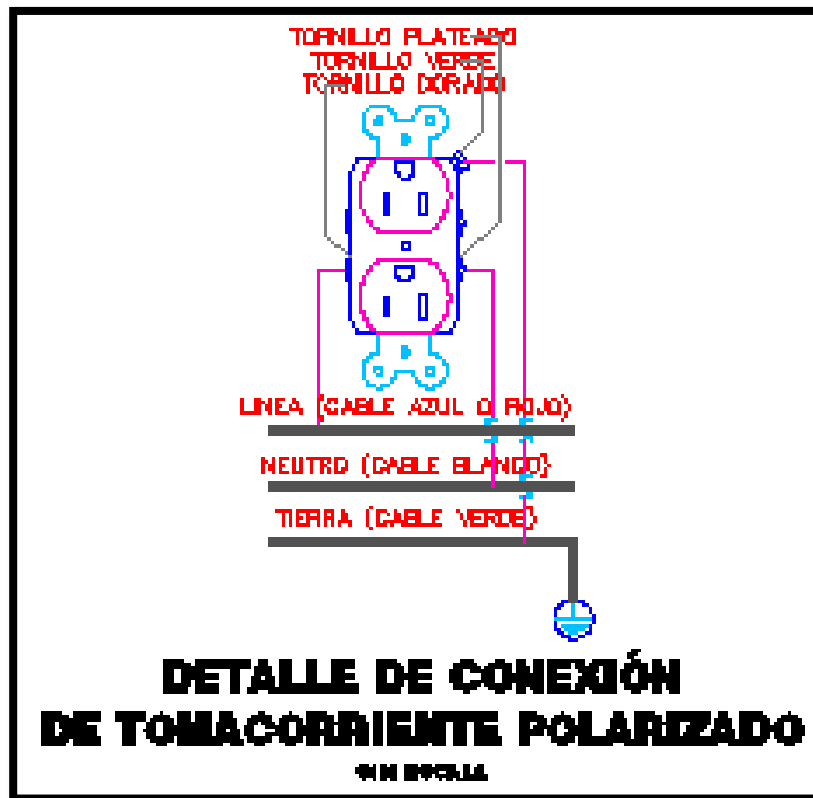 TORNILLO PLATEADO
TORNILLO VERDE
TORNILLO DORADO
LINEA (CABLE AZUL O ROJO)
NEUTRO (CABLE BLANCO)
TIERRA (CABLE VERDE)
DETALLE DE CONEXIÓN
DE TOMACORRIENTE POLARIZADO
SIN ESCALA